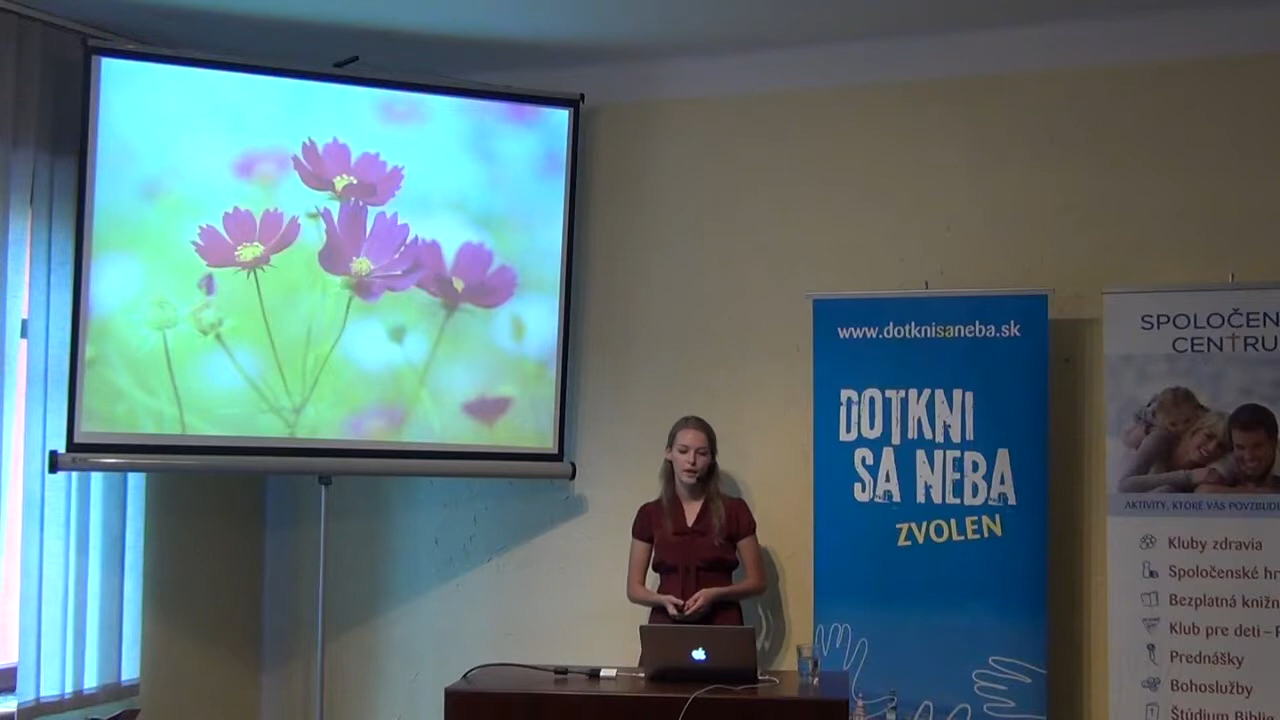 www.dotknisaneba.sk
DOTKNI
SA NEBA
ZVOLEN
SPOLOČEN
CENTRU
AKTIVITY, KTORÉ VÁS POVZBUDE
Kluby zdravia
Spoločenské hr
Bezplatná knižn
Klub pre deti –
Prednášky
Bohoslužby
Štúdium Biblie